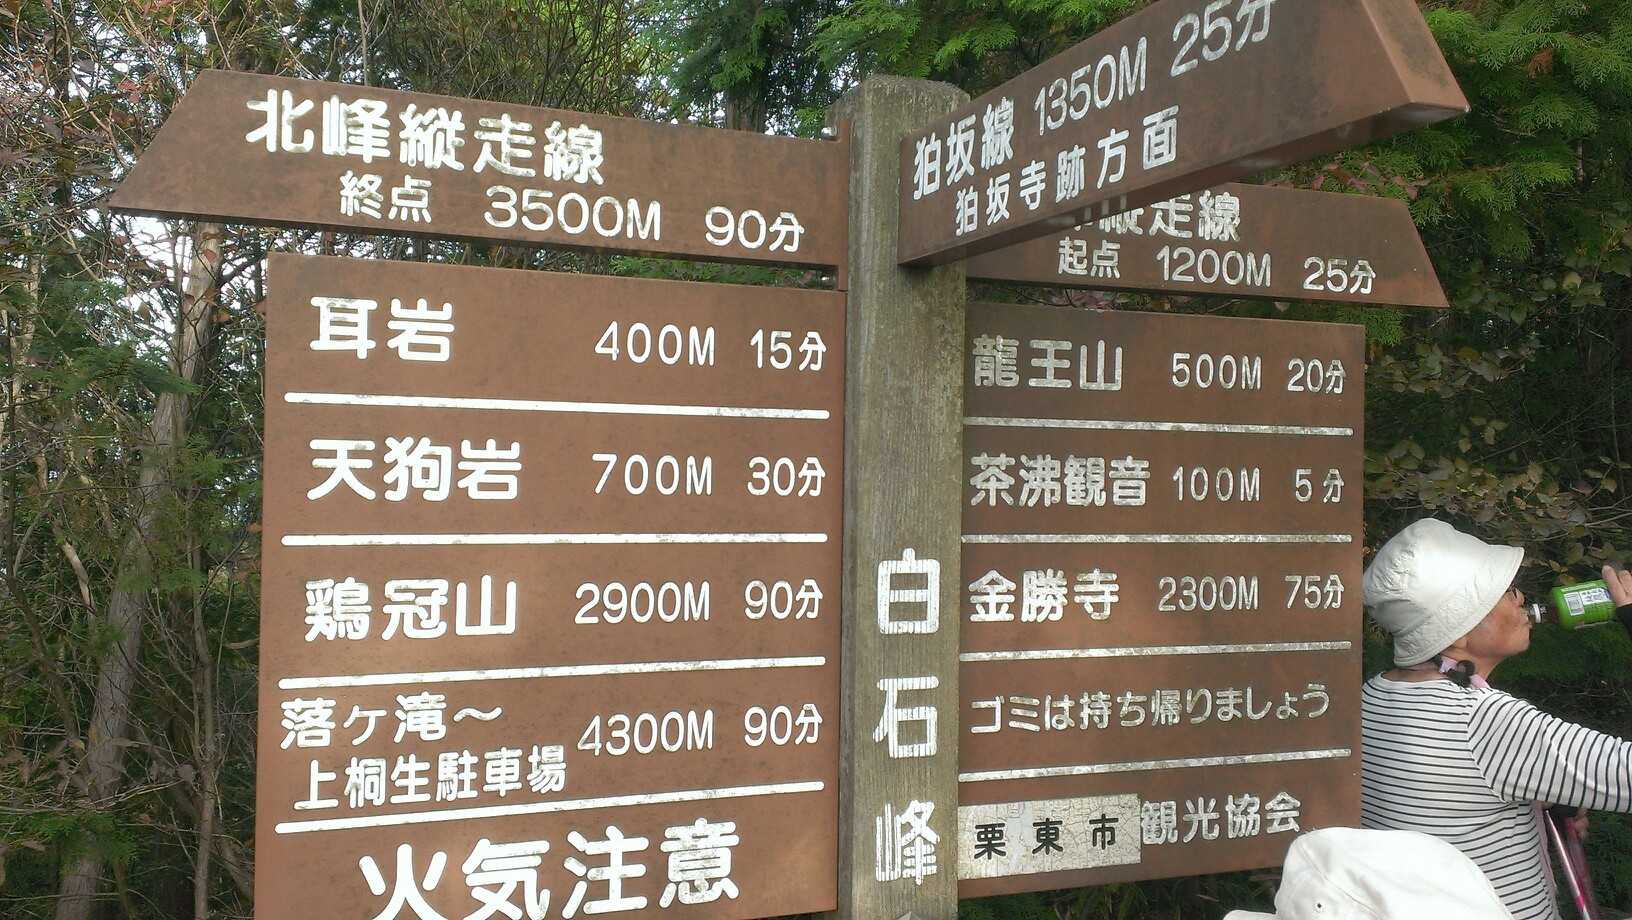 北峰縦走線
終点 3500M 90分
耳岩 400M 15分
天狗岩 700M 30分
鶏冠山 2900M 90分
落ヶ滝〜
上桐生駐車場 4300M 90分
火気注意
白石峰
狛坂線 1350M 25分
狛坂寺跡方面
縦走線
起点 1200M 25分
龍王山 500M 20分
茶沸観音 100M 5分
金勝寺 2300M 75分
ゴミは持ち帰りましょう
栗東市観光協会